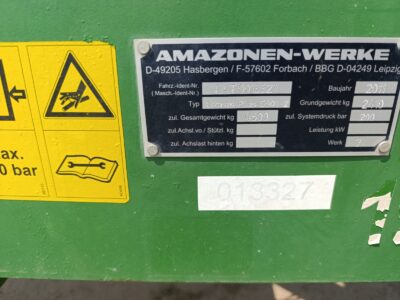 AMAZONEN-WERKE
D-49205 Hasbergen / F-57602 Forbach / BBG D-04249 Leipzig
Fahrz.-Ident-Nr.
(Masch.-Ident-Nr.)
Baujahr
Typ
Grundgewicht kg
zul. Gesamtgewicht kg
zul. Systemdruck bar 200
zul. Achsl.vo./ Stützl. kg
Leistung kW
zul. Achslast hinten kg
Werk
013327
ax.
0 bar